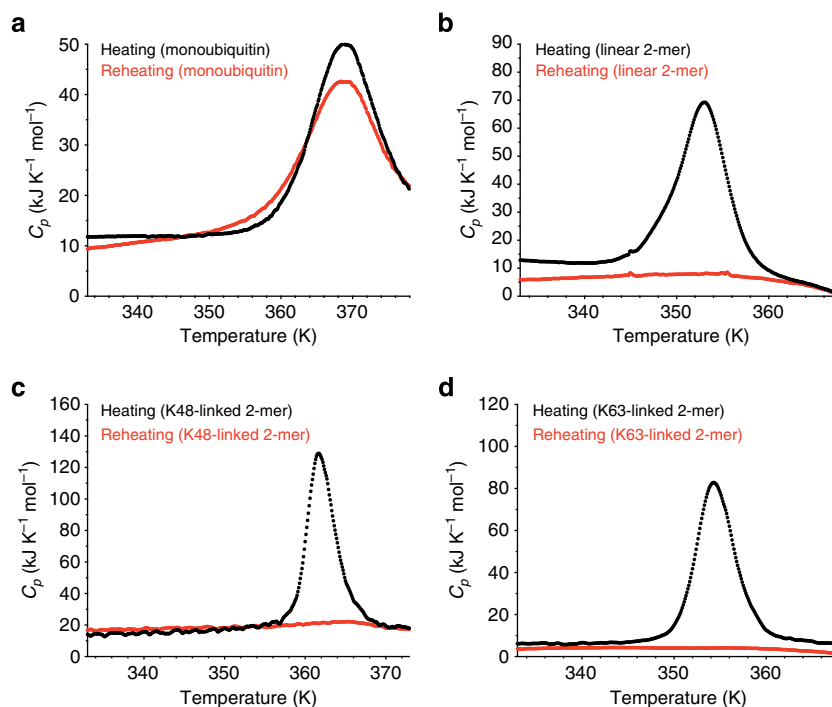 a
Heating (monoubiquitin)
Reheating (monoubiquitin)
50
40
30
20
10
0
340 350 360 370
Temperature (K)
Cp (kJ K⁻¹ mol⁻¹)
b
Heating (linear 2-mer)
Reheating (linear 2-mer)
90
80
70
60
50
40
30
20
10
0
340 350 360
Temperature (K)
Cp (kJ K⁻¹ mol⁻¹)
c
Heating (K48-linked 2-mer)
Reheating (K48-linked 2-mer)
160
140
120
100
80
60
40
20
0
340 350 360 370
Temperature (K)
Cp (kJ K⁻¹ mol⁻¹)
d
Heating (K63-linked 2-mer)
Reheating (K63-linked 2-mer)
120
100
80
60
40
20
0
340 350 360
Temperature (K)
Cp (kJ K⁻¹ mol⁻¹)